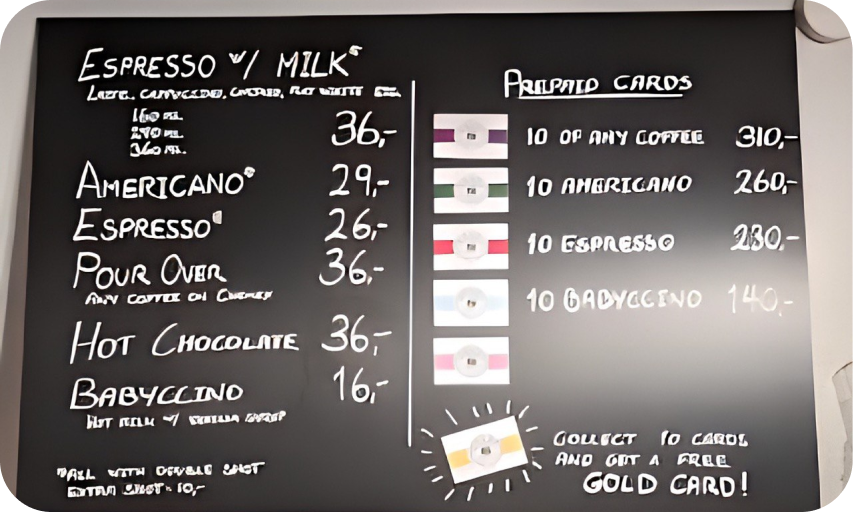 ESPRESSO W/ MILK*
LATTE, CAPPUCCINO, CORTADO, FLAT WHITE
160 ML.
ML.
360 ML.
36,-
AMERICANO* 29,-
ESPRESSO* 26,-
POUR OVER 36,-
ANY COFFEE ON
HOT CHOCOLATE 36,-
BABYCCINO 16,-
HOT MILK W/ VANILLA SYRUP
*ALL WITH DOUBLE SHOT
EXTRA SHOT 10,-
PREPAID CARDS
10 OF ANY COFFEE 310,-
10 AMERICANO 260,-
10 ESPRESSO 230,-
10 BABYCCINO 140,-
COLLECT 10 CARDS
AND GET A FREE
GOLD CARD!